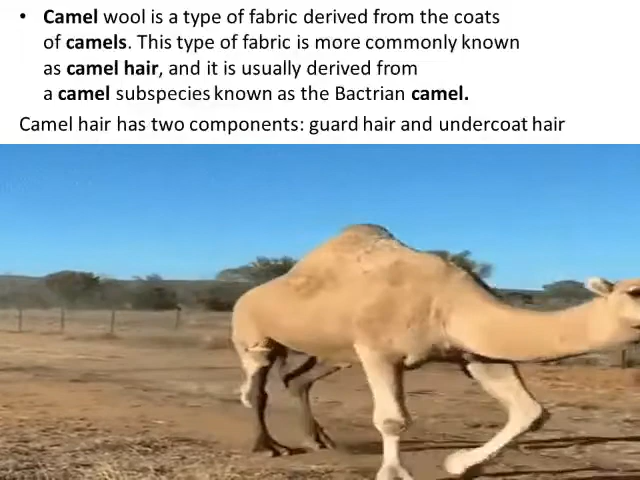 • Camel wool is a type of fabric derived from the coats
of camels. This type of fabric is more commonly known
as camel hair, and it is usually derived from
a camel subspecies known as the Bactrian camel.
Camel hair has two components: guard hair and undercoat hair